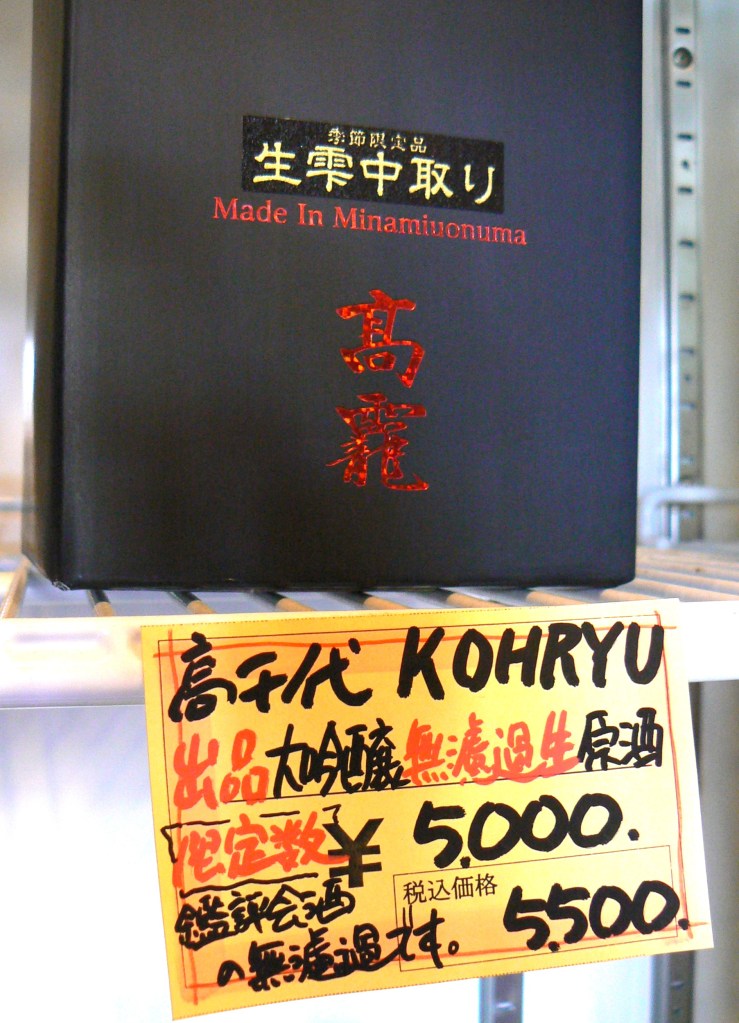 季節限定品
生雫中取り
Made In Minamiuonuma
髙龗
高千代 KOHRYU
出品大吟醸無濾過生原酒
限定数
¥ 5,000.
税込価格
5,500.
鑑評会酒
の無濾過です。